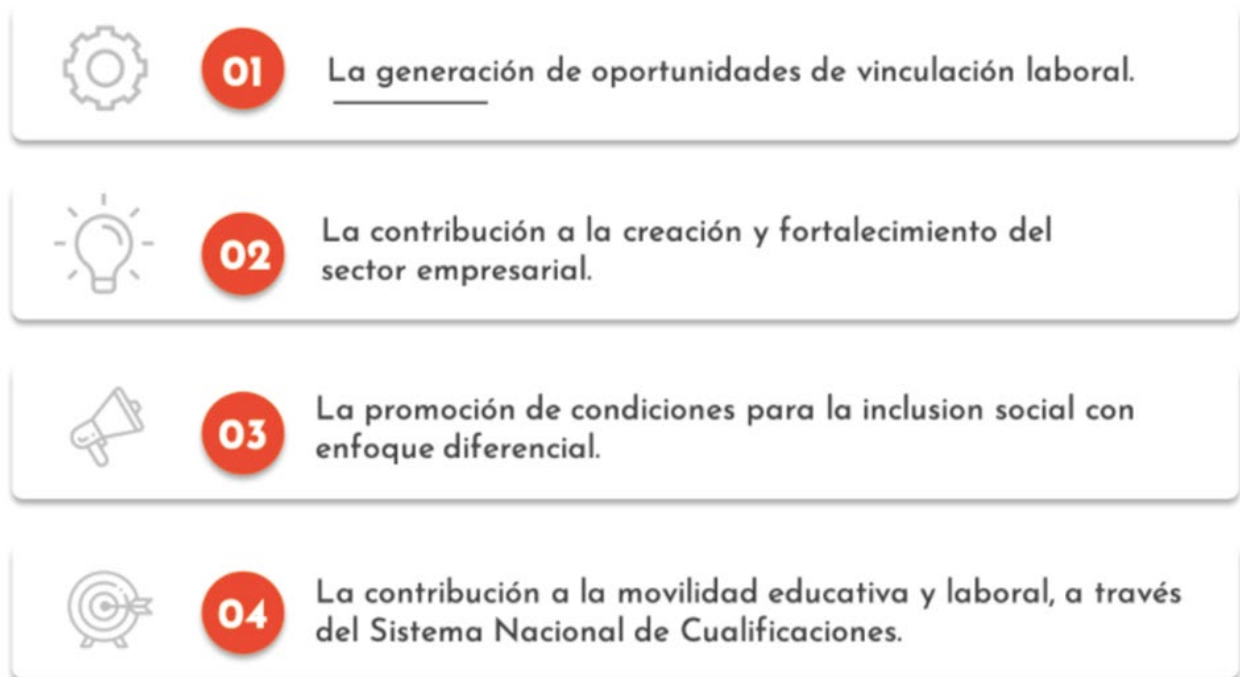 01
La generación de oportunidades de vinculación laboral.
02
La contribución a la creación y fortalecimiento del
sector empresarial.
03
La promoción de condiciones para la inclusion social con
enfoque diferencial.
04
La contribución a la movilidad educativa y laboral, a través
del Sistema Nacional de Cualificaciones.